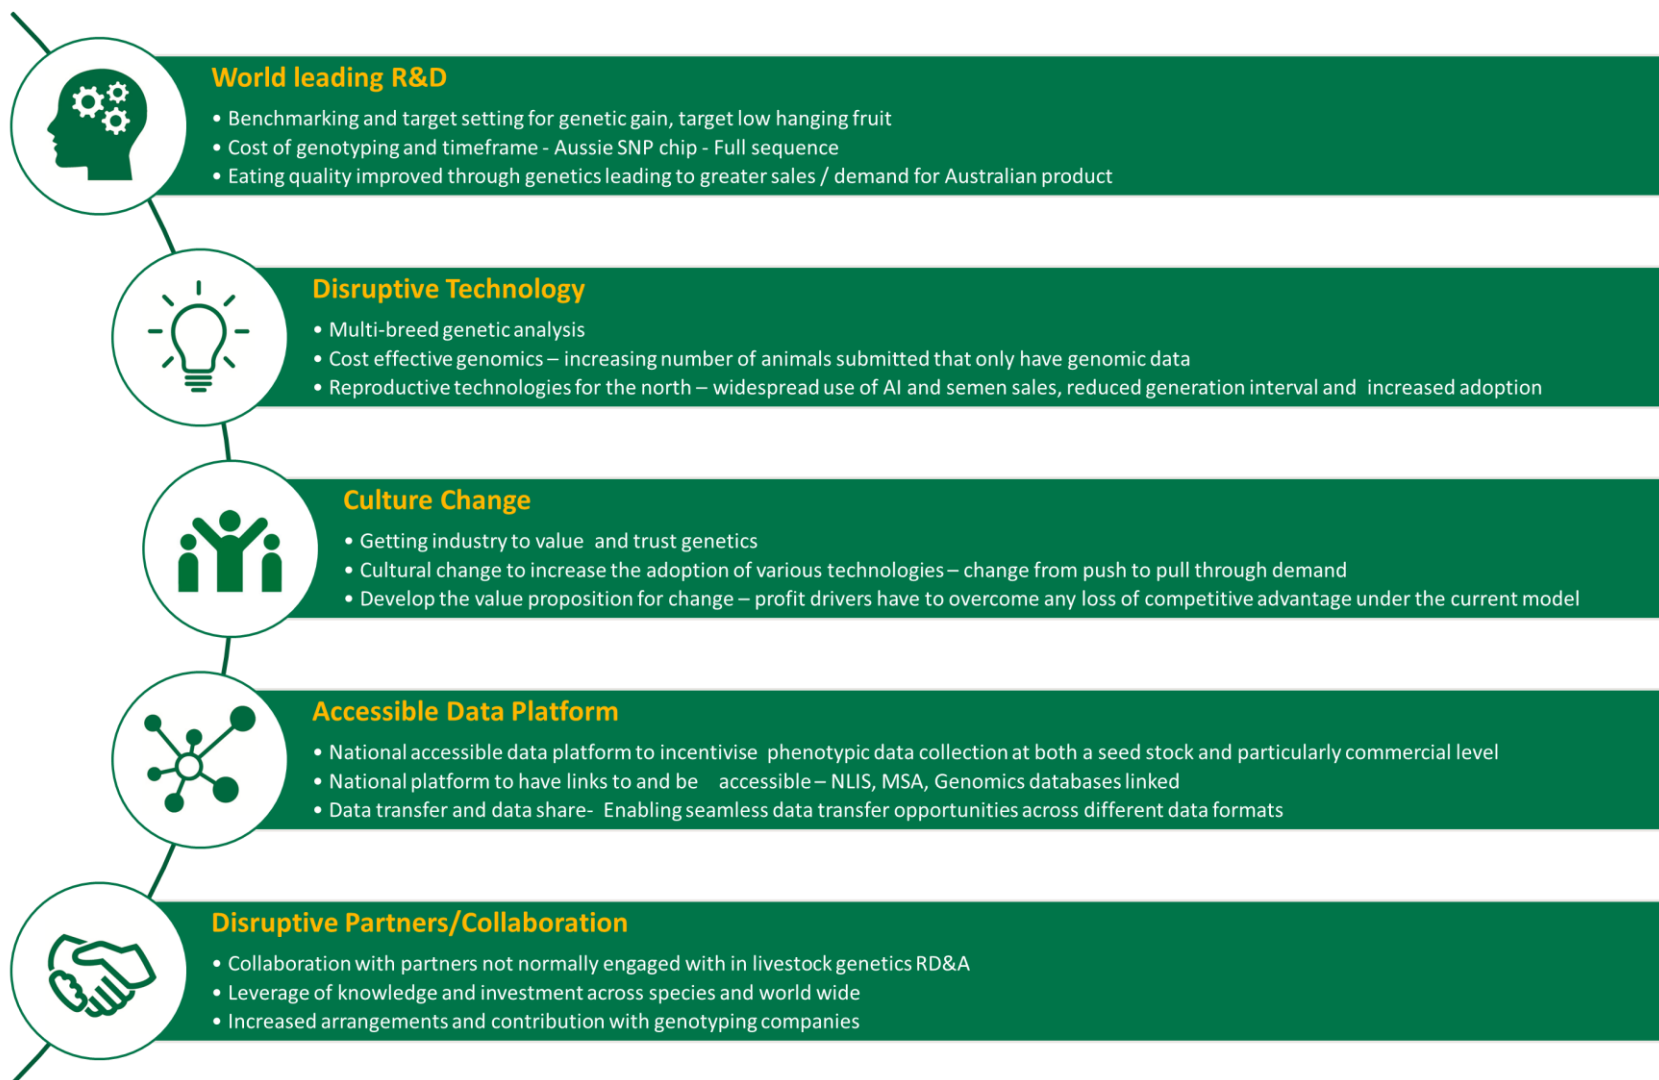 World leading R&D
• Benchmarking and target setting for genetic gain, target low hanging fruit
• Cost of genotyping and timeframe - Aussie SNP chip - Full sequence
• Eating quality improved through genetics leading to greater sales / demand for Australian product
Disruptive Technology
• Multi-breed genetic analysis
• Cost effective genomics – increasing number of animals submitted that only have genomic data
• Reproductive technologies for the north – widespread use of AI and semen sales, reduced generation interval and increased adoption
Culture Change
• Getting industry to value and trust genetics
• Cultural change to increase the adoption of various technologies – change from push to pull through demand
• Develop the value proposition for change – profit drivers have to overcome any loss of competitive advantage under the current model
Accessible Data Platform
• National accessible data platform to incentivise phenotypic data collection at both a seed stock and particularly commercial level
• National platform to have links to and be accessible – NLIS, MSA, Genomics databases linked
• Data transfer and data share- Enabling seamless data transfer opportunities across different data formats
Disruptive Partners/Collaboration
• Collaboration with partners not normally engaged with in livestock genetics RD&A
• Leverage of knowledge and investment across species and world wide
• Increased arrangements and contribution with genotyping companies